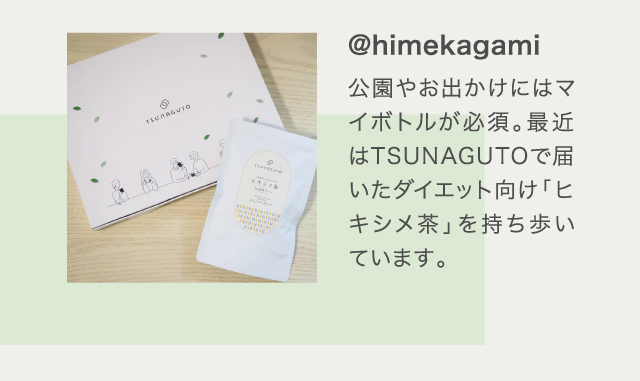 @himekagami
公園やお出かけにはマ
イボトルが必須。最近
はTSUNAGUTOで届
いたダイエット向け「ヒ
キシメ茶」を持ち歩い
ています。
TSUNAGUTO
TSUNAGUTO
ヒキシメ茶